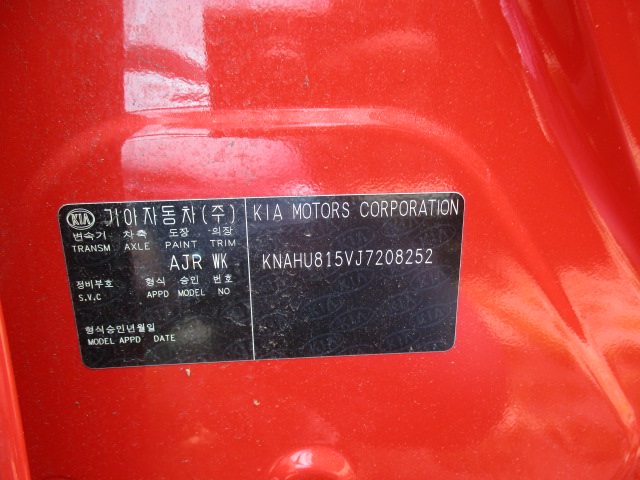 KIA 기아자동차(주)
변속기 차축 도장 의장
TRANSM AXLE PAINT TRIM
AJR WK
정비부호 형식 승인 번호
S.V.C APPD MODEL NO
형식승인년월일
MODEL APPD DATE
KIA MOTORS CORPORATION
KNAHU815VJ7208252